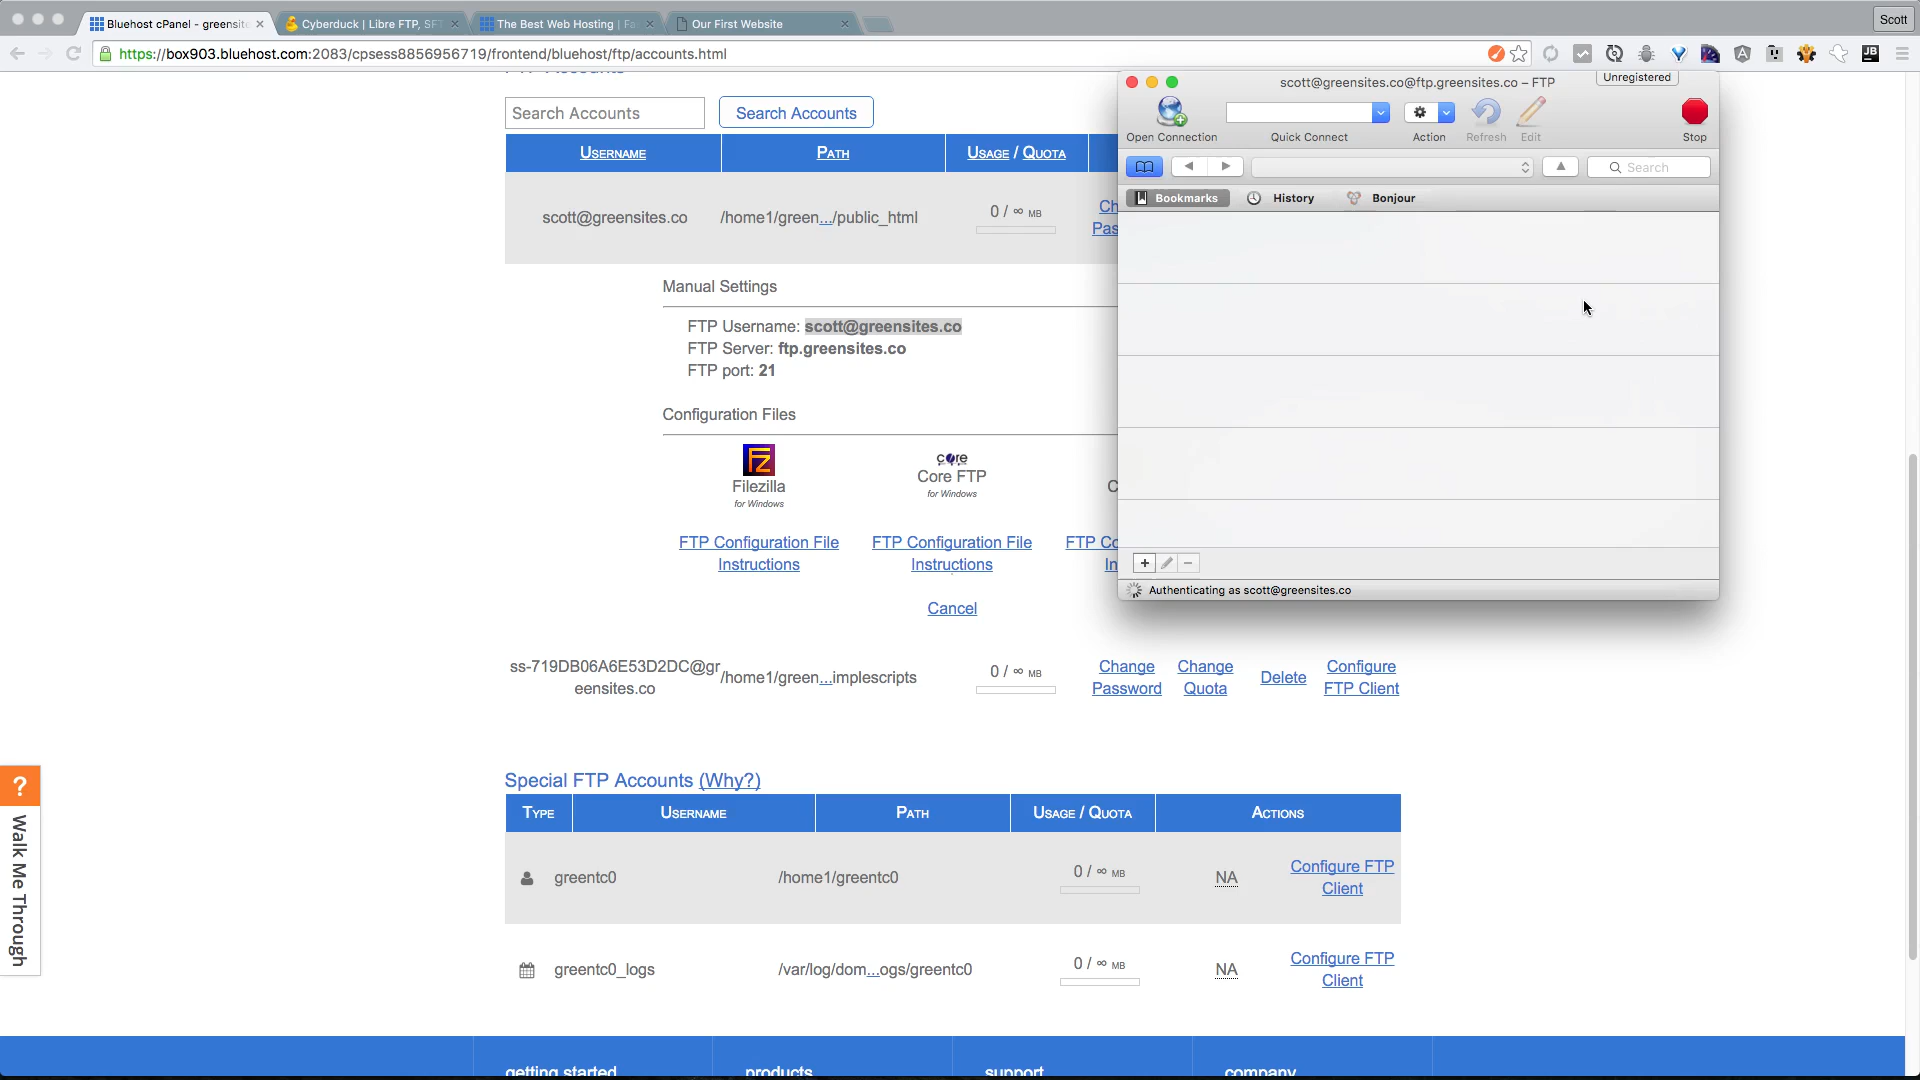 Bluehost cPanel - greensite
Cyberduck | Libre FTP, SFT
The Best Web Hosting | Fa
Our First Website
Scott
https://box903.bluehost.com:2083/cpsess8856956719/frontend/bluehost/ftp/accounts.html
Search Accounts
Search Accounts
USERNAME
PATH
USAGE / QUOTA
scott@greensites.co
/home1/green.../public_html
0 / ∞ MB
Ch
Pas
Manual Settings
FTP Username: scott@greensites.co
FTP Server: ftp.greensites.co
FTP port: 21
Configuration Files
Filezilla
for Windows
core
Core FTP
for Windows
C
FTP Configuration File
Instructions
FTP Configuration File
Instructions
FTP Co
In
Cancel
ss-719DB06A6E53D2DC@gr
eensites.co
/home1/green...implescripts
0 / ∞ MB
Change
Password
Change
Quota
Delete
Configure
FTP Client
Special FTP Accounts (Why?)
TYPE
USERNAME
PATH
USAGE / QUOTA
ACTIONS
greentc0
/home1/greentc0
0 / ∞ MB
NA
Configure FTP
Client
greentc0_logs
/var/log/dom...ogs/greentc0
0 / ∞ MB
NA
Configure FTP
Client
getting started
products
support
company
?
Walk Me Through
scott@greensites.co@ftp.greensites.co – FTP
Unregistered
Open Connection
Quick Connect
Action
Refresh
Edit
Stop
Search
Bookmarks
History
Bonjour
Authenticating as scott@greensites.co